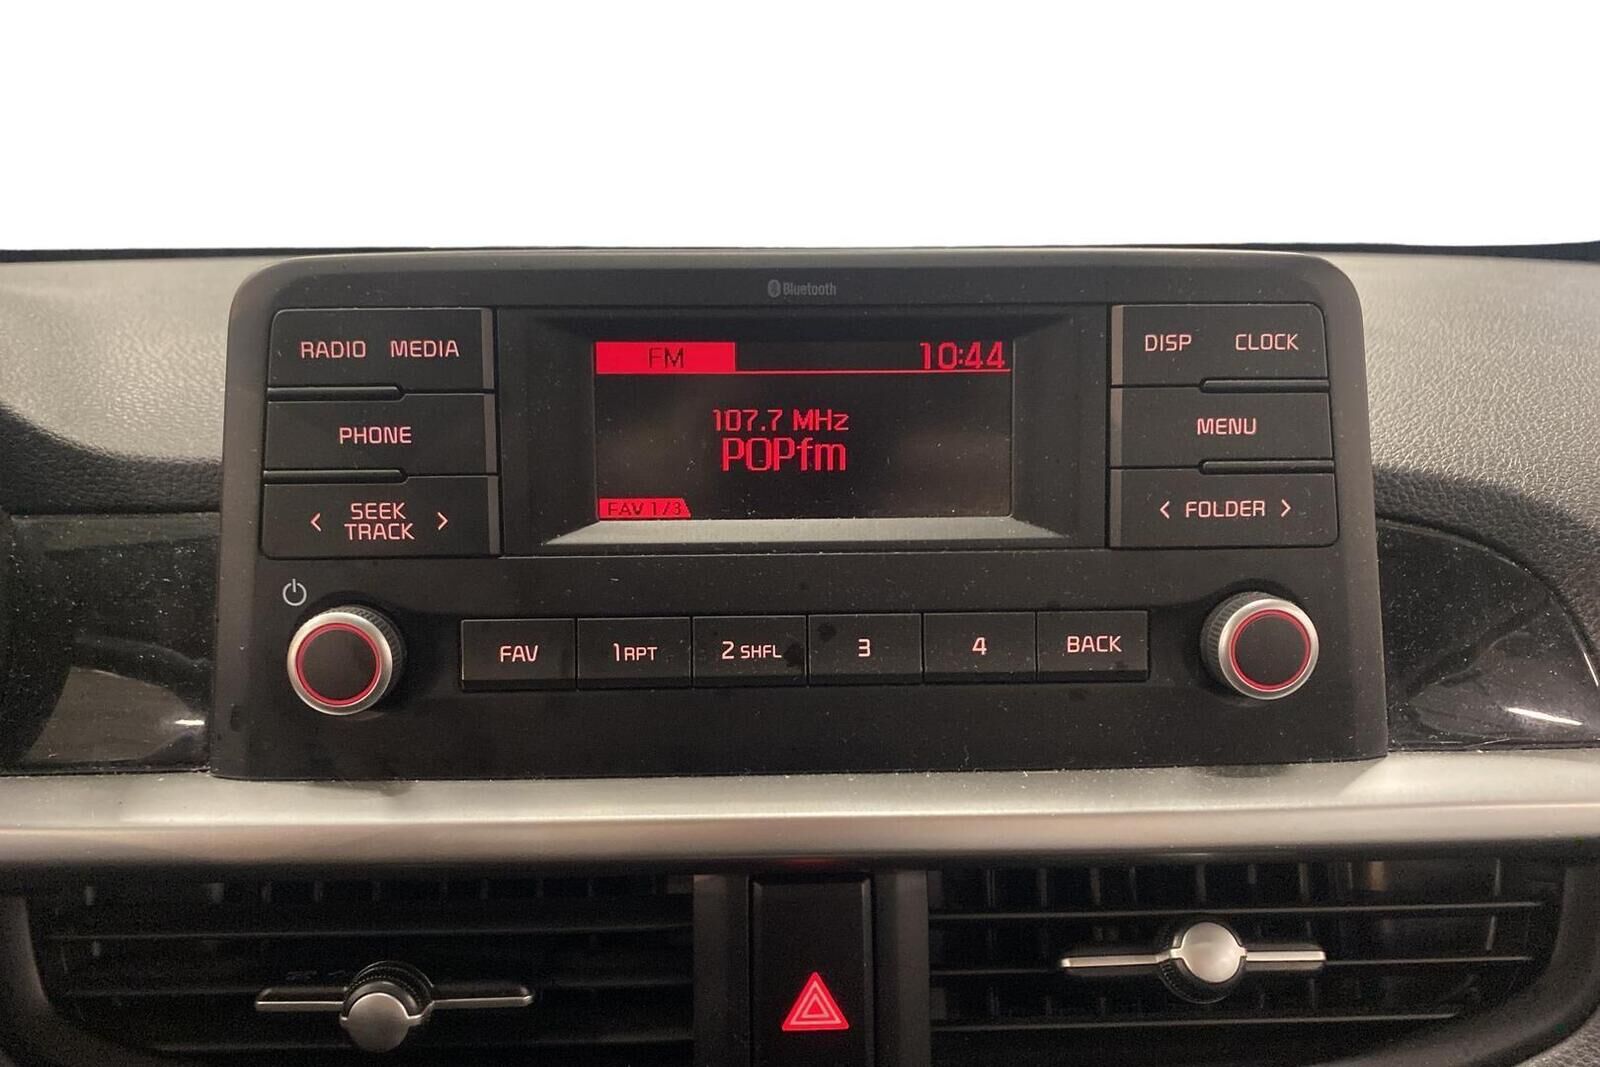 Bluetooth
RADIO MEDIA
PHONE
< SEEK TRACK >
FM 10:44
107.7 MHz
POPfm
FAV 1/3
DISP CLOCK
MENU
< FOLDER >
FAV 1 RPT 2 SHFL 3 4 BACK